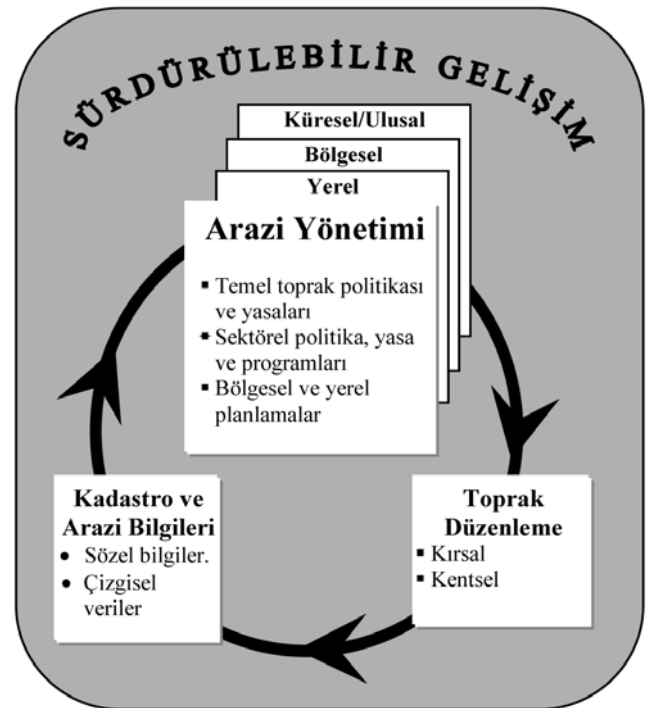 SÜRDÜRÜLEBİLİR GELİŞİM
Küresel/Ulusal
Bölgesel
Yerel
Arazi Yönetimi
▪ Temel toprak politikası
ve yasaları
▪ Sektörel politika, yasa
ve programları
▪ Bölgesel ve yerel
planlamalar
Kadastro ve
Arazi Bilgileri
• Sözel bilgiler.
• Çizgisel
veriler
Toprak
Düzenleme
▪ Kırsal
▪ Kentsel